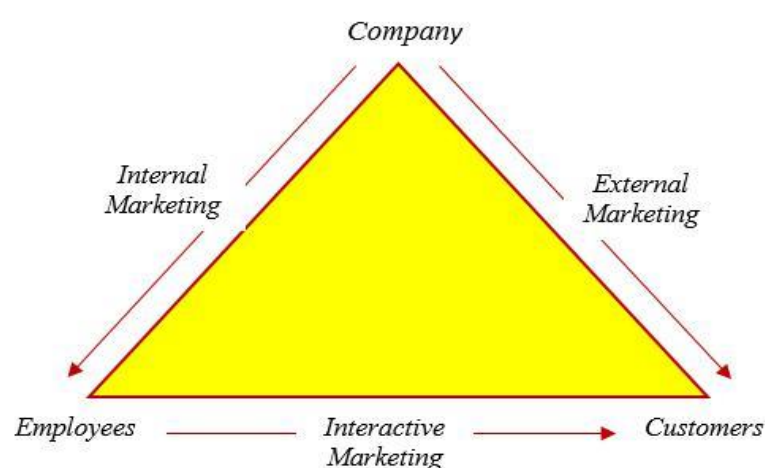 Company
Internal
Marketing
External
Marketing
Employees
Interactive
Marketing
Customers